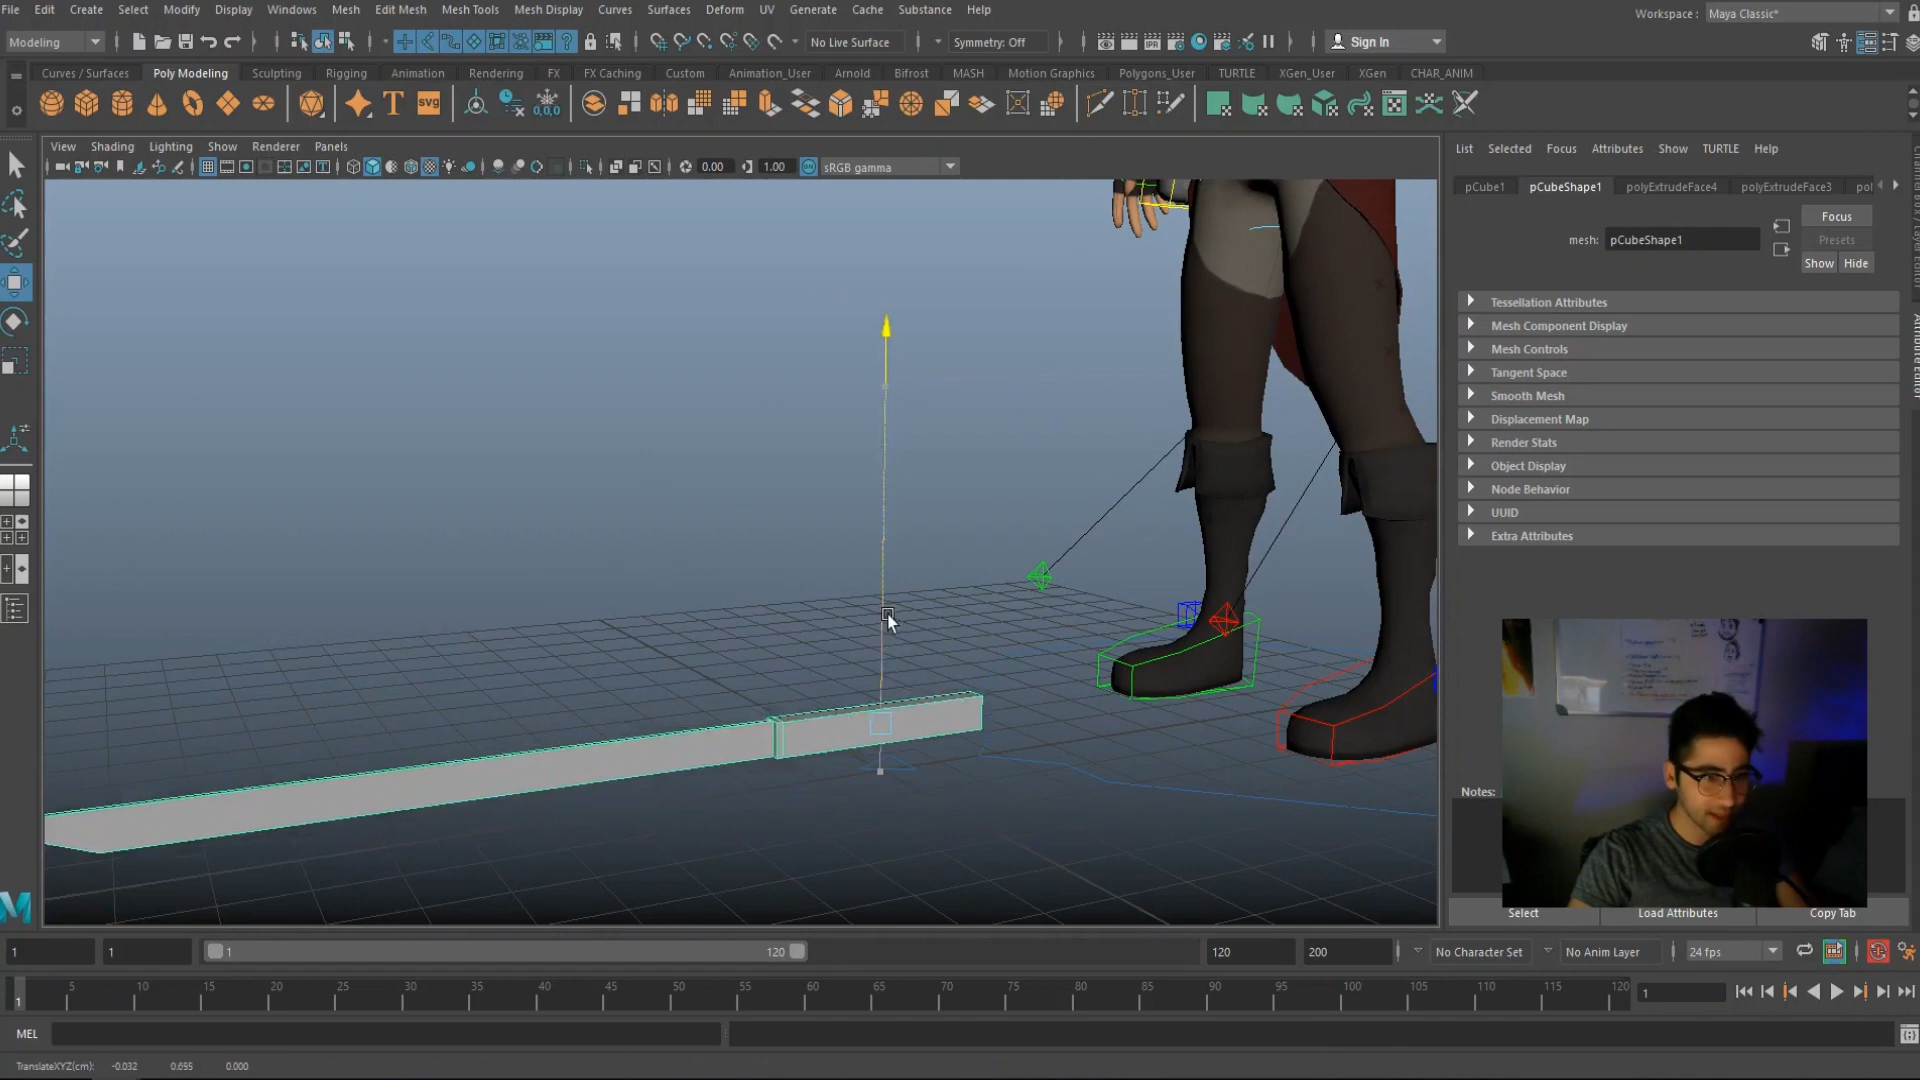 File Edit Create Select Modify Display Windows Mesh Edit Mesh Mesh Tools Mesh Display Curves Surfaces Deform UV Generate Cache Substance Help
Workspace : Maya Classic*
Modeling
No Live Surface
Symmetry: Off
Sign In
Curves / Surfaces Poly Modeling Sculpting Rigging Animation Rendering FX FX Caching Custom Animation_User Arnold Bifrost MASH Motion Graphics Polygons_User TURTLE XGen_User XGen CHAR_ANIM
T SVG 0,0,0
View Shading Lighting Show Renderer Panels
0.00 1.00 ON sRGB gamma
List Selected Focus Attributes Show TURTLE Help
pCube1 pCubeShape1 polyExtrudeFace4 polyExtrudeFace3 pol
Focus
Presets
Show Hide
mesh: pCubeShape1
Tessellation Attributes
Mesh Component Display
Mesh Controls
Tangent Space
Smooth Mesh
Displacement Map
Render Stats
Object Display
Node Behavior
UUID
Extra Attributes
Notes:
Select Load Attributes Copy Tab
1 1 1 120 120 200 No Character Set No Anim Layer 24 fps
5 10 15 20 25 30 35 40 45 50 55 60 65 70 75 80 85 90 95 100 105 110 115 120
1
1
MEL
TranslateXYZ(cm): -0.032 0.695 0.000